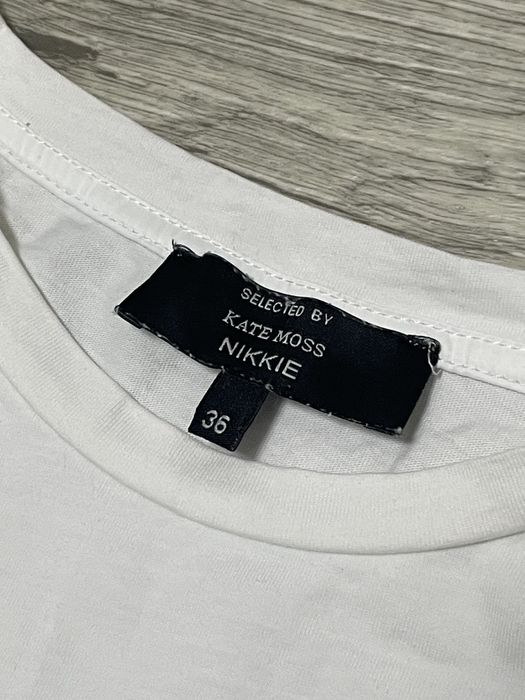 SELECTED BY
KATE MOSS
NIKKIE
36